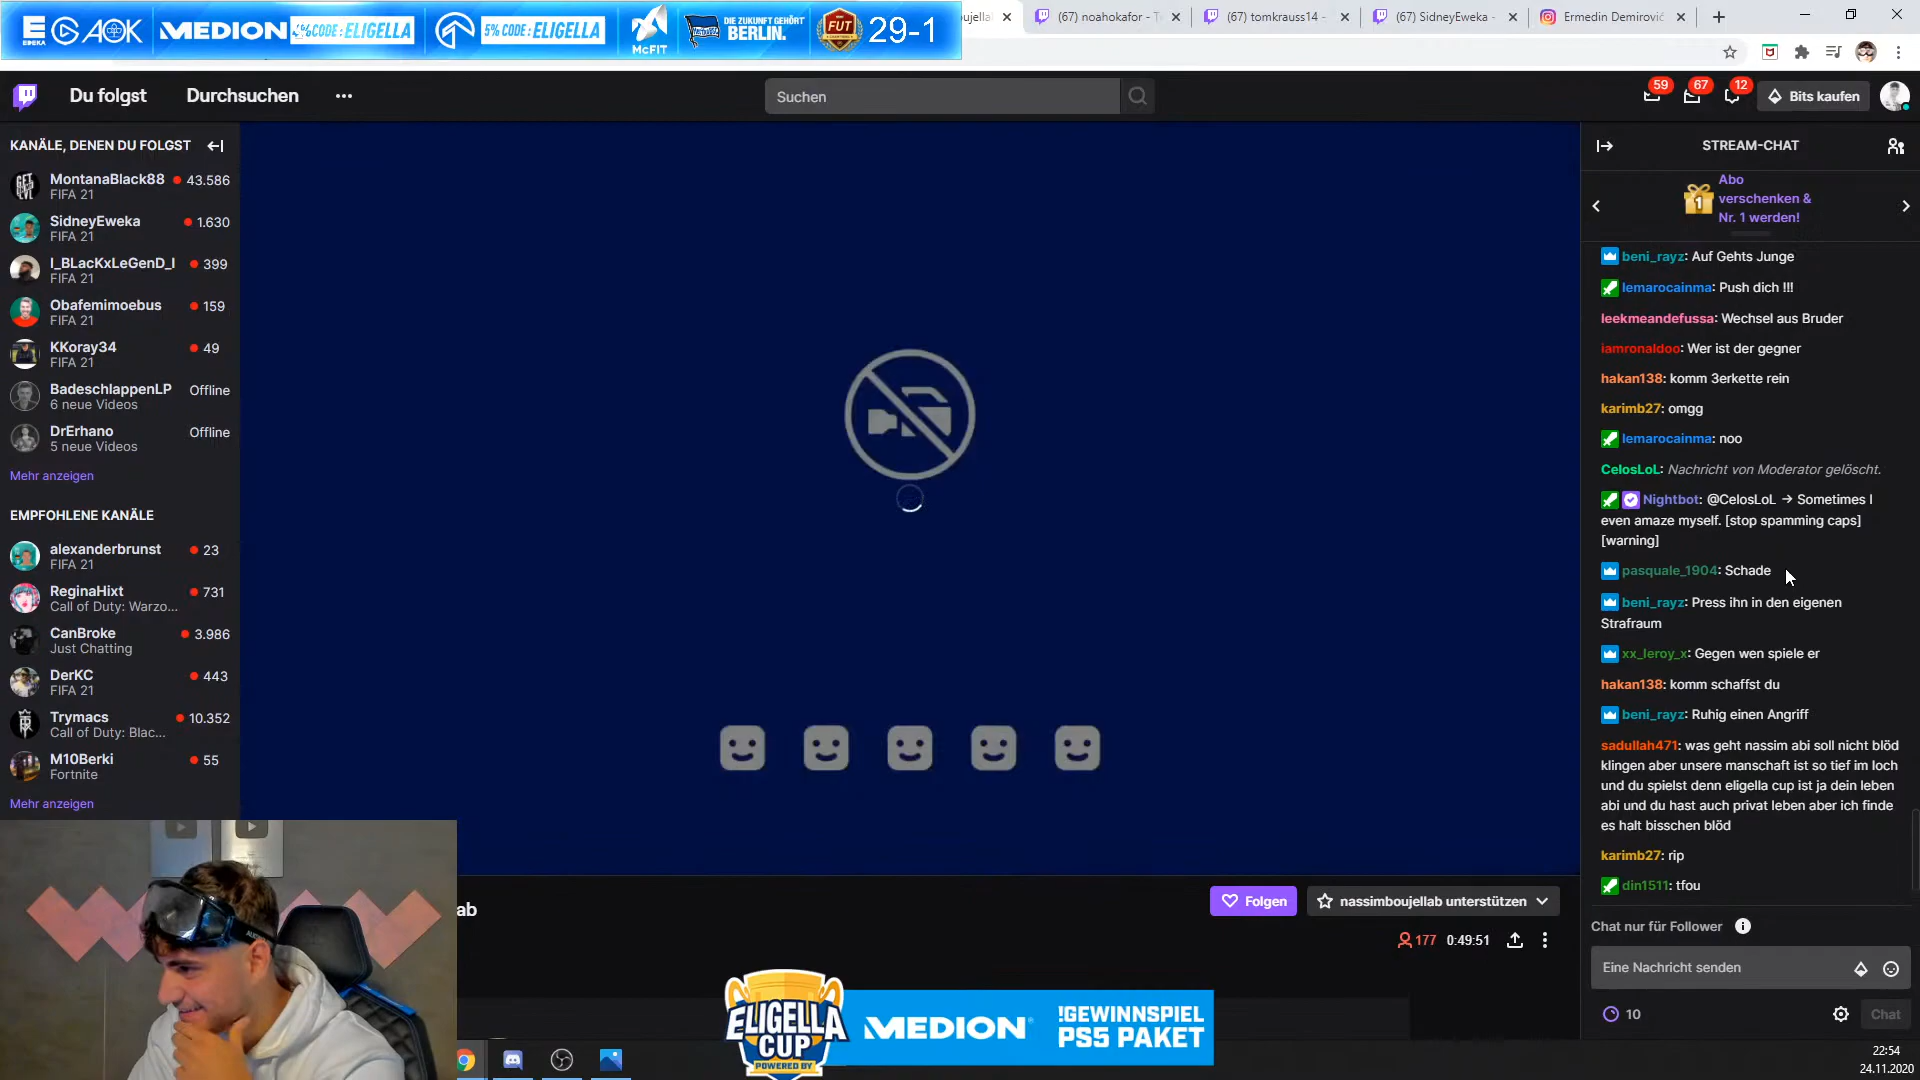 EGAOK
MEDION
CODE: ELIGELLA
5% CODE: ELIGELLA
McFIT
DIE ZUKUNFT GEHÖRT
BERLIN.
FUT
29-1
(67) noahokafor - T
(67) tomkrauss14 -
(67) SidneyEweka -
Ermedin Demirovic
Du folgst
Durchsuchen
Suchen
59
67
12
Bits kaufen
KANÄLE, DENEN DU FOLGST
MontanaBlack88
43.586
FIFA 21
SidneyEweka
1.630
FIFA 21
I_BLacKxLeGenD_I
399
FIFA 21
Obafemimoebus
159
FIFA 21
KKoray34
49
FIFA 21
BadeschlappenLP
Offline
6 neue Videos
DrErhano
Offline
5 neue Videos
Mehr anzeigen
EMPFOHLENE KANÄLE
alexanderbrunst
23
FIFA 21
ReginaHixt
731
Call of Duty: Warzo...
CanBroke
3.986
Just Chatting
DerKC
443
FIFA 21
Trymacs
10.352
Call of Duty: Blac...
M10Berki
55
Fortnite
Mehr anzeigen
ab
Folgen
nassimboujellab unterstützen
177
0:49:51
ELIGELLA
CUP
POWERED BY
MEDION
!GEWINNSPIEL
PS5 PAKET
STREAM-CHAT
1
Abo
verschenken &
Nr. 1 werden!
beni_rayz: Auf Gehts Junge
lemarocainma: Push dich !!!
leekmeandefussa: Wechsel aus Bruder
iamronaldoo: Wer ist der gegner
hakan138: komm 3erkette rein
karimb27: omgg
lemarocainma: noo
CelosLoL: Nachricht von Moderator gelöscht.
Nightbot: @CelosLoL → Sometimes I
even amaze myself. [stop spamming caps]
[warning]
pasquale_1904: Schade
beni_rayz: Press ihn in den eigenen
Strafraum
xx_leroy_x: Gegen wen spiele er
hakan138: komm schaffst du
beni_rayz: Ruhig einen Angriff
sadullah471: was geht nassim abi soll nicht blöd
klingen aber unsere manschaft ist so tief im loch
und du spielst denn eligella cup ist ja dein leben
abi und du hast auch privat leben aber ich finde
es halt bisschen blöd
karimb27: rip
din1511: tfou
Chat nur für Follower
Eine Nachricht senden
10
Chat
22:54
24.11.2020